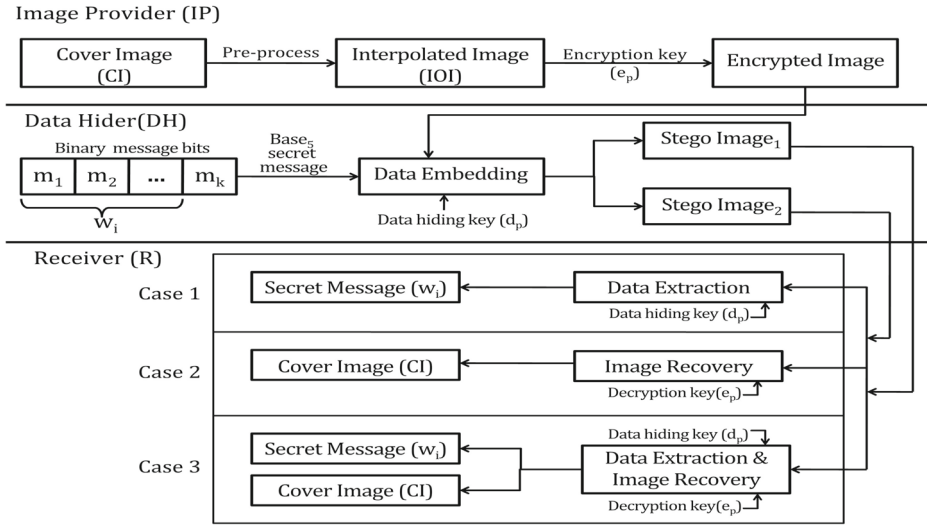 Image Provider (IP)
Cover Image
(CI)
Pre-process
Interpolated Image
(IOI)
Encryption key
(eₚ)
Encrypted Image
Data Hider(DH)
Binary message bits
m₁ m₂ ... mₖ
wᵢ
Base₅
secret
message
Data Embedding
Data hiding key (dₚ)
Stego Image₁
Stego Image₂
Receiver (R)
Case 1
Secret Message (wᵢ)
Data Extraction
Data hiding key (dₚ)
Case 2
Cover Image (CI)
Image Recovery
Decryption key(eₚ)
Case 3
Secret Message (wᵢ)
Cover Image (CI)
Data hiding key (dₚ)
Data Extraction &
Image Recovery
Decryption key(eₚ)